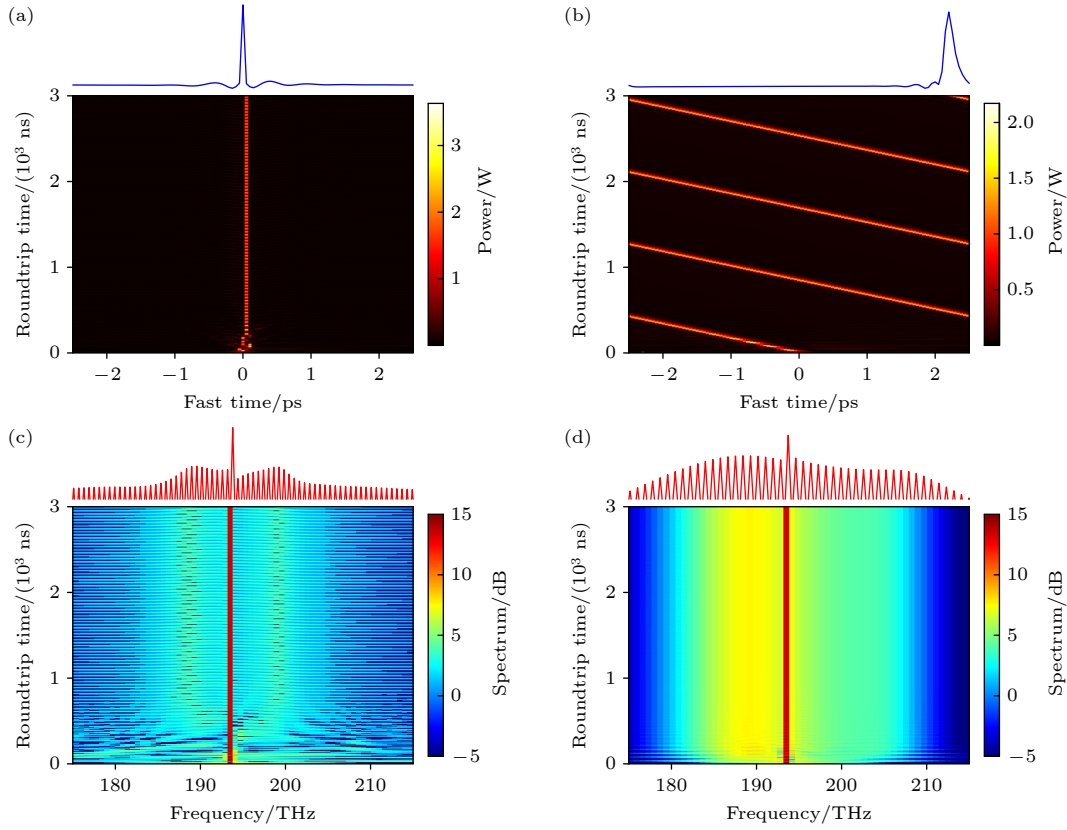 (a)
3
2
1
0
Roundtrip time/(10³ ns)
−2 −1 0 1 2
Fast time/ps
3
2
1
Power/W
(b)
3
2
1
0
Roundtrip time/(10³ ns)
−2 −1 0 1 2
Fast time/ps
2.0
1.5
1.0
0.5
Power/W
(c)
3
2
1
0
Roundtrip time/(10³ ns)
180 190 200 210
Frequency/THz
15
10
5
0
−5
Spectrum/dB
(d)
3
2
1
0
Roundtrip time/(10³ ns)
180 190 200 210
Frequency/THz
15
10
5
0
−5
Spectrum/dB